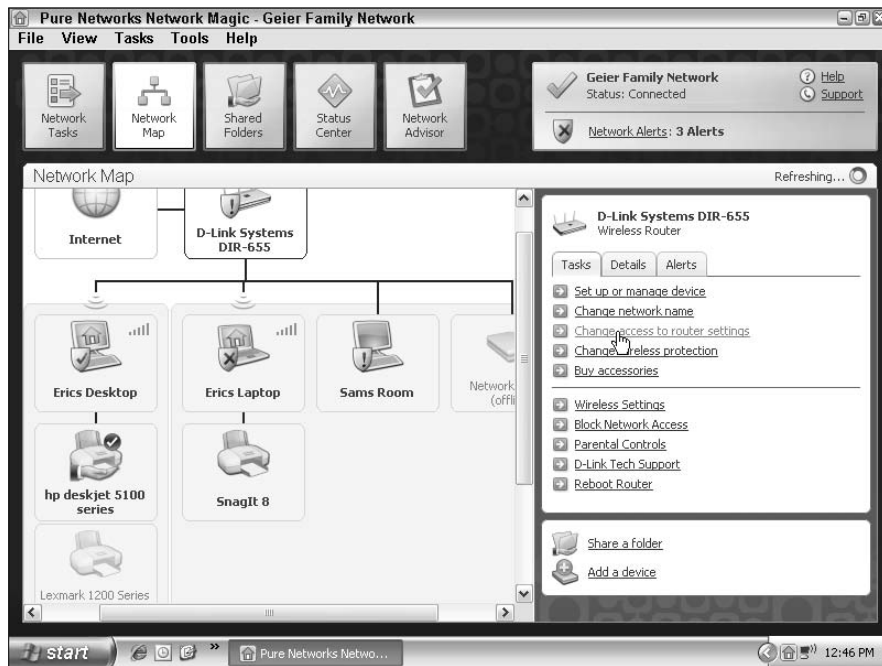 Pure Networks Network Magic - Geier Family Network
File View Tasks Tools Help
Network Tasks
Network Map
Shared Folders
Status Center
Network Advisor
Geier Family Network
Status: Connected
Help
Support
Network Alerts: 3 Alerts
Network Map
Refreshing...
Internet
D-Link Systems
DIR-655
Erics Desktop
Erics Laptop
Sams Room
Network
(offli
hp deskjet 5100
series
SnagIt 8
Lexmark 1200 Series
D-Link Systems DIR-655
Wireless Router
Tasks Details Alerts
Set up or manage device
Change network name
Change access to router settings
Change wireless protection
Buy accessories
Wireless Settings
Block Network Access
Parental Controls
D-Link Tech Support
Reboot Router
Share a folder
Add a device
start
Pure Networks Netwo...
12:46 PM